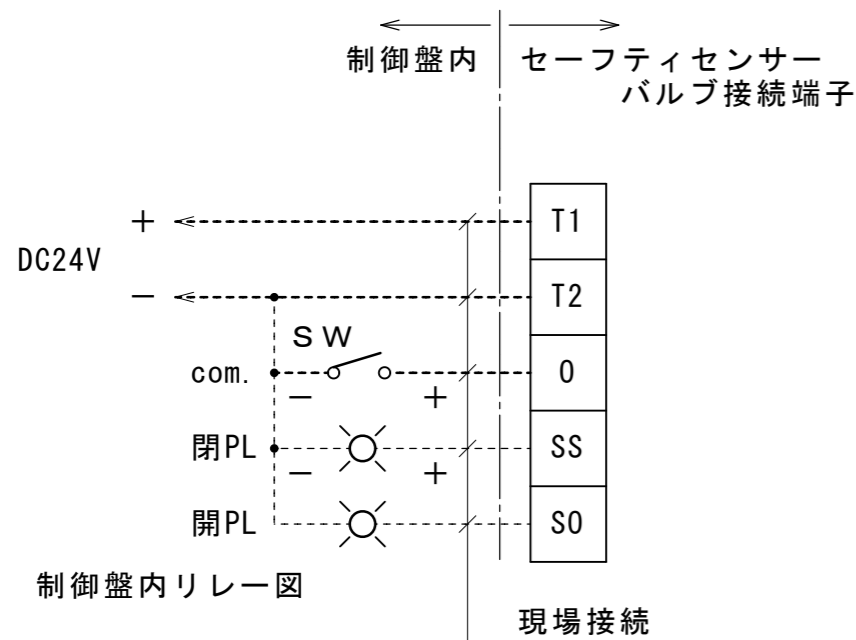 制御盤内
セーフティセンサー
バルブ接続端子
+
T1
DC24V
−
T2
SW
com.
0
−
+
閉PL
SS
−
+
開PL
S0
制御盤内リレー図
現場接続